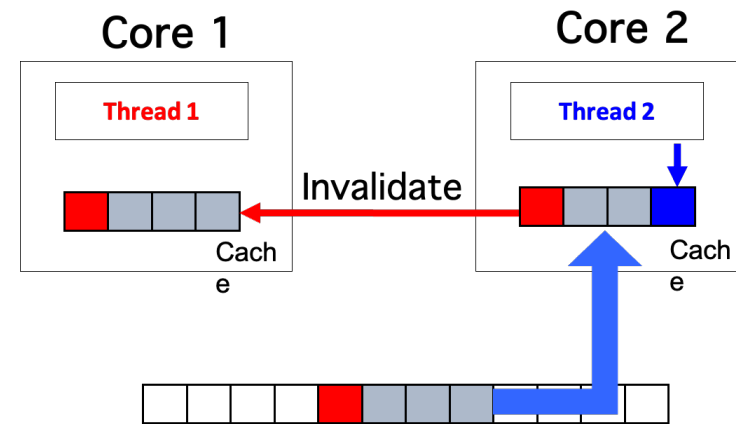 Core 1
Core 2
Thread 1
Thread 2
Invalidate
Cach
e
Cach
e